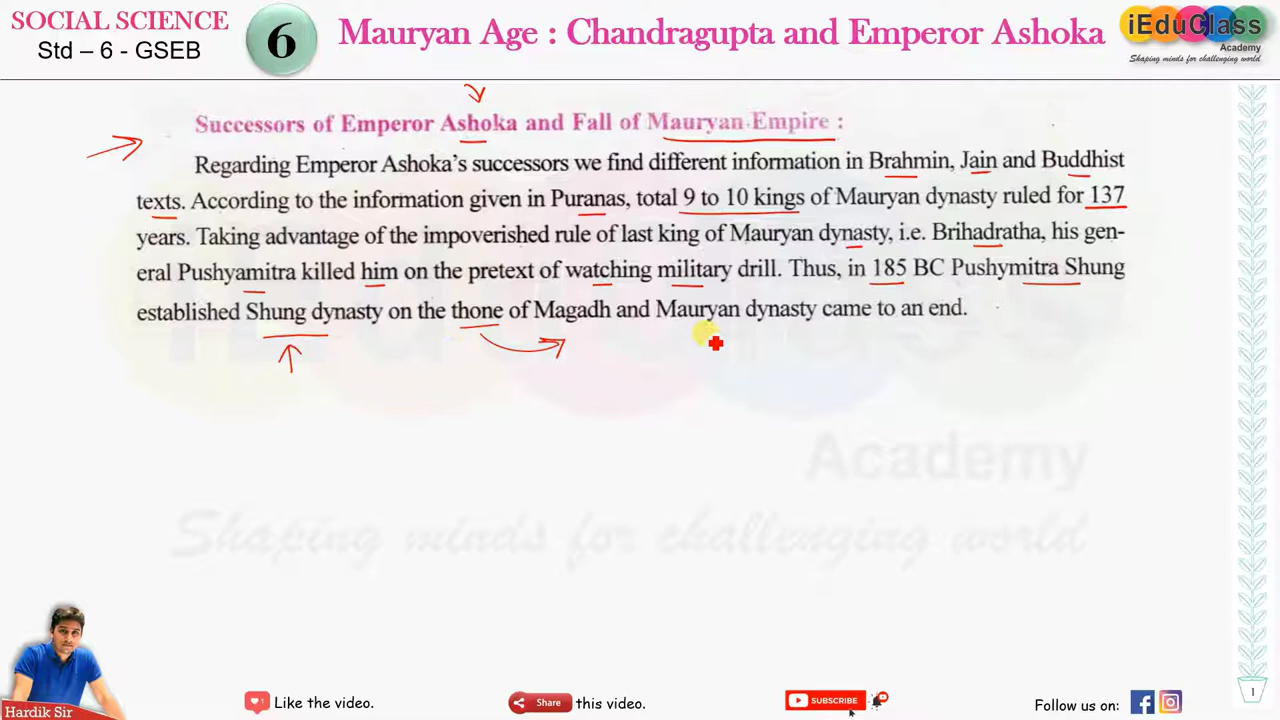 SOCIAL SCIENCE
Std – 6 - GSEB
6
Mauryan Age : Chandragupta and Emperor Ashoka
iEduClass
Academy
Shaping minds for challenging world
Successors of Emperor Ashoka and Fall of Mauryan Empire :
Regarding Emperor Ashoka's successors we find different information in Brahmin, Jain and Buddhist
texts. According to the information given in Puranas, total 9 to 10 kings of Mauryan dynasty ruled for 137
years. Taking advantage of the impoverished rule of last king of Mauryan dynasty, i.e. Brihadratha, his gen-
eral Pushyamitra killed him on the pretext of watching military drill. Thus, in 185 BC Pushymitra Shung
established Shung dynasty on the thone of Magadh and Mauryan dynasty came to an end.
iEduClass
Academy
Shaping minds for challenging world
Hardik Sir
Like the video.
Share this video.
SUBSCRIBE
Follow us on:
1